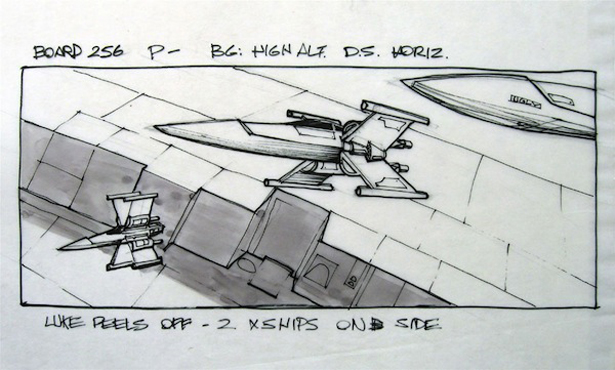 BOARD 256 P- BG: HIGH ALT. D.S. HORIZ.
LUKE PEELS OFF - 2 XSHIPS ON SIDE